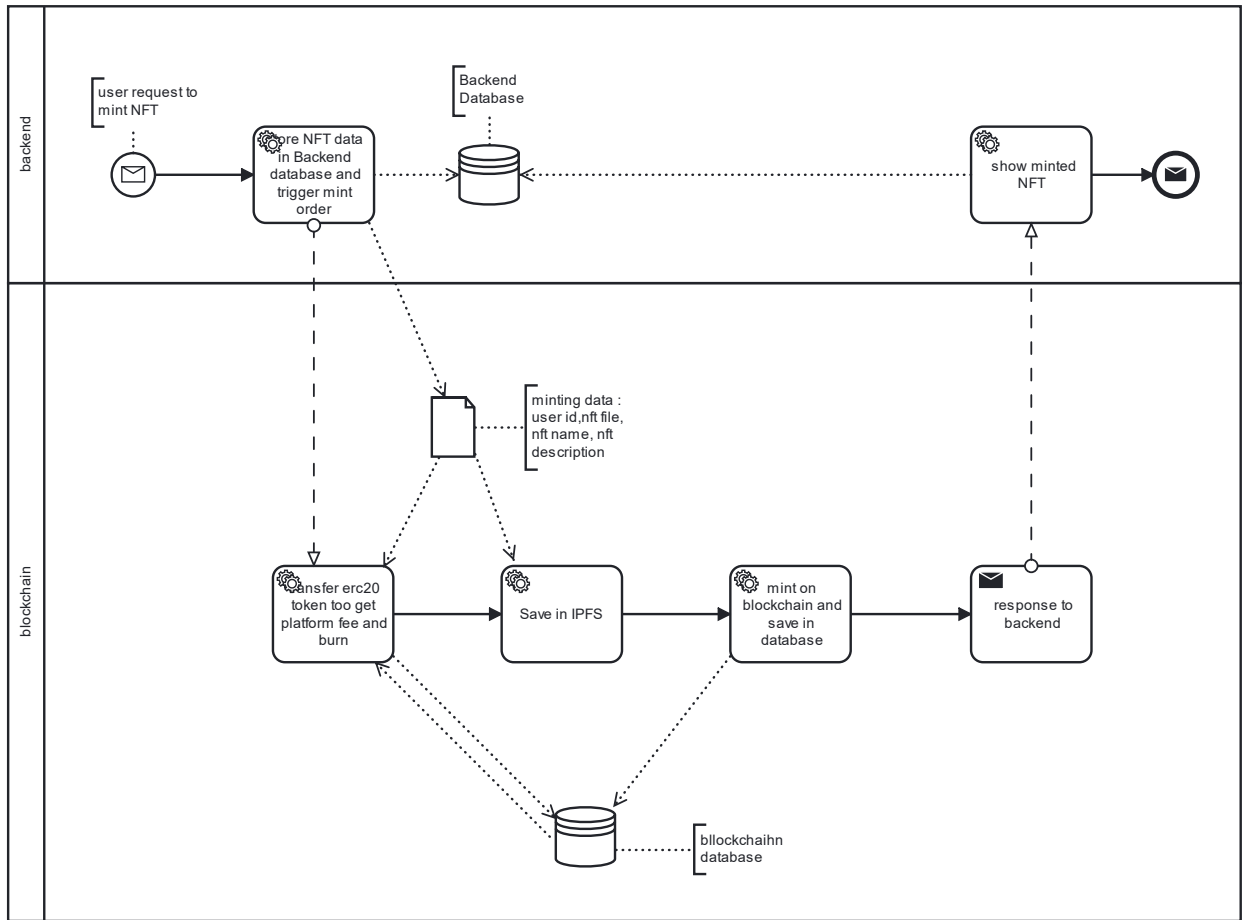 backend
user request to
mint NFT
ore NFT data
in Backend
database and
trigger mint
order
Backend
Database
show minted
NFT
blockchain
minting data :
user id,nft file,
nft name, nft
description
ansfer erc20
token too get
platform fee and
burn
Save in IPFS
mint on
blockchain and
save in
database
response to
backend
bllockchaihn
database